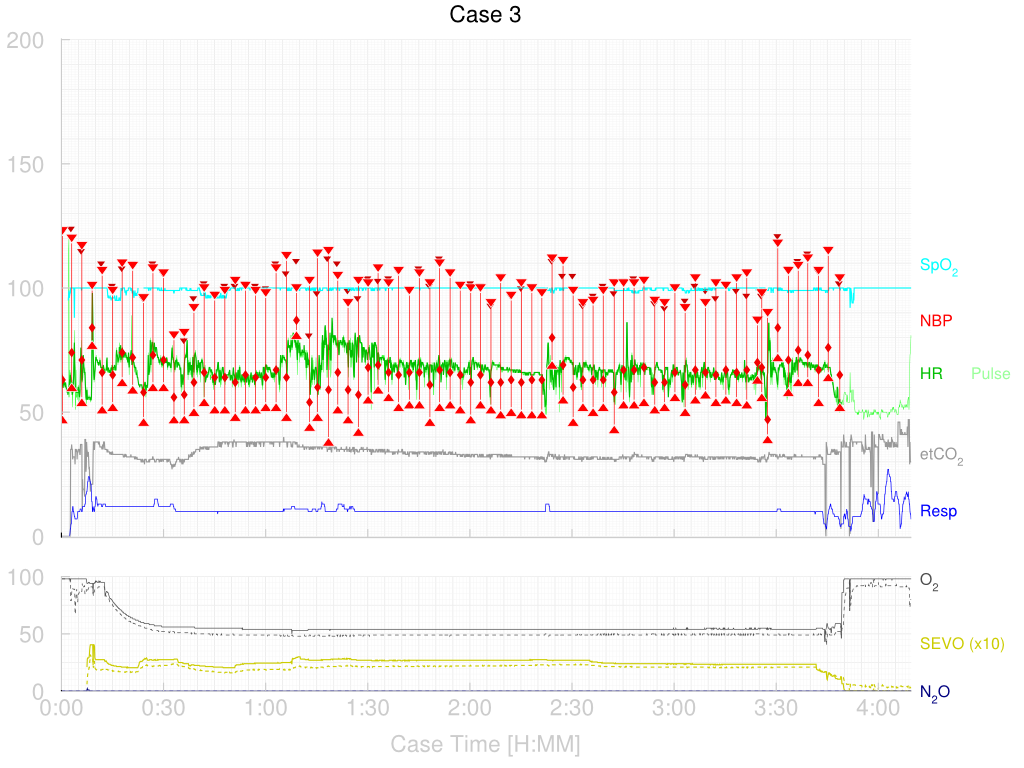 Case 3
200
150
100
50
0
SpO2
NBP
HR Pulse
etCO2
Resp
100
50
0
O2
SEVO (x10)
N2O
0:00 0:30 1:00 1:30 2:00 2:30 3:00 3:30 4:00
Case Time [H:MM]